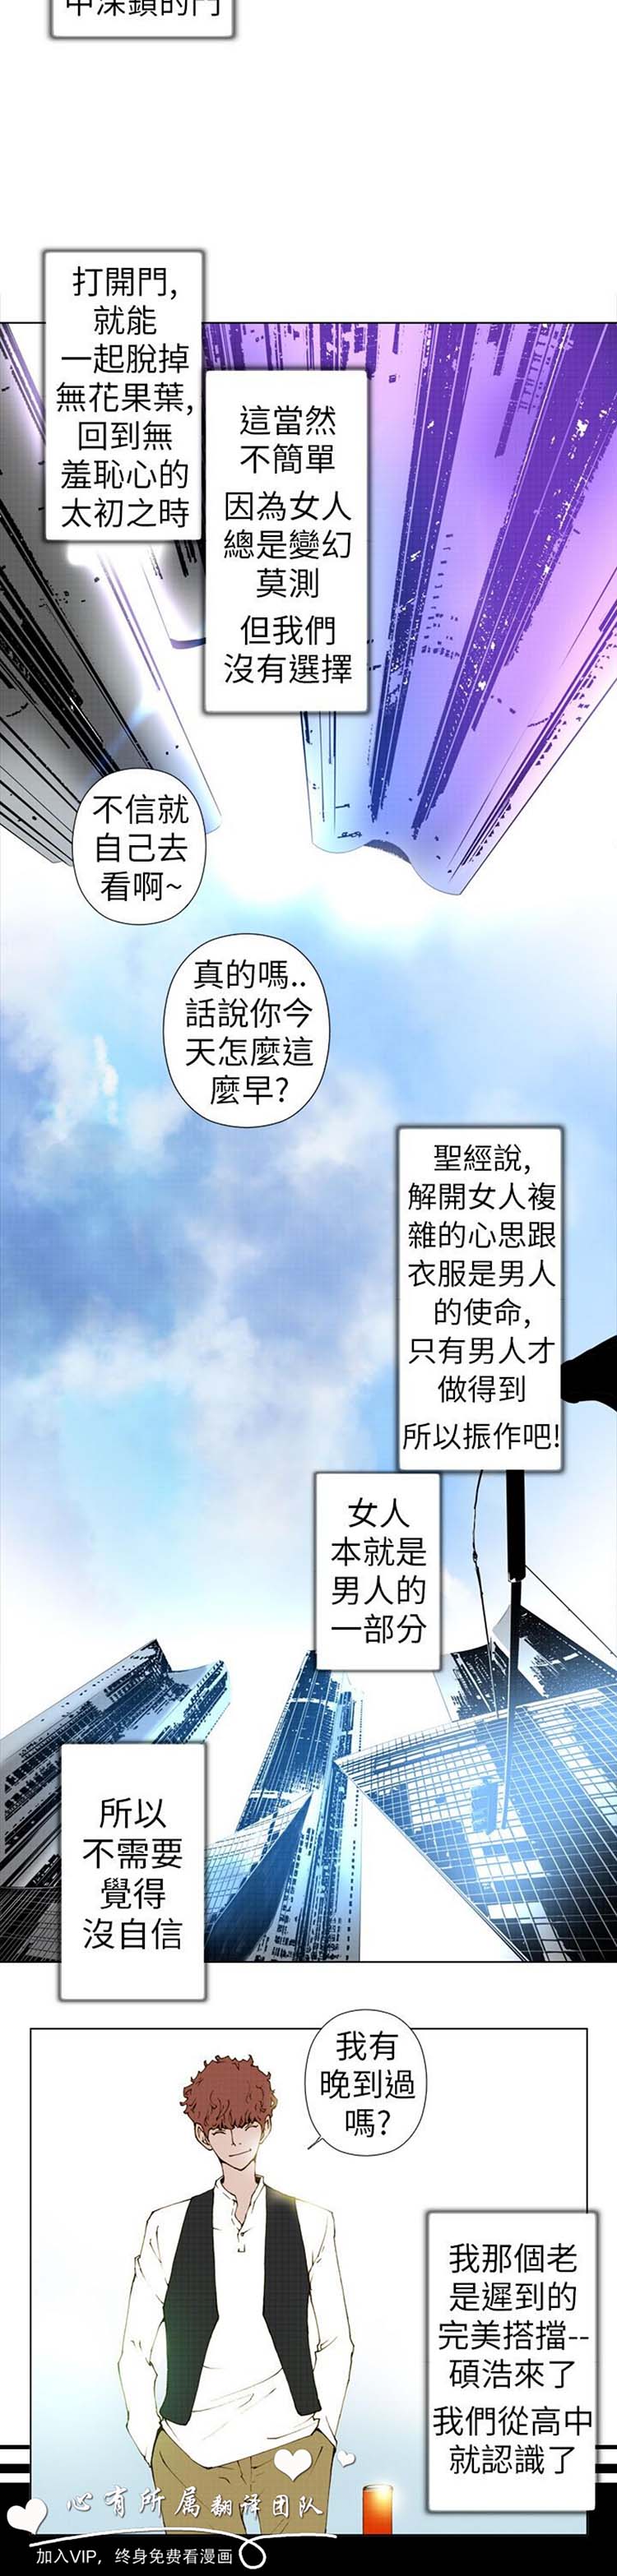 中深鎖的門
打開門,
就能
一起脫掉
無花果葉,
回到無
羞恥心的
太初之時
這當然
不簡單
因為女人
總是變幻
莫測
但我們
沒有選擇
不信就
自己去
看啊~
真的嗎..
話說你今
天怎麼這
麼早?
聖經說,
解開女人複
雜的心思跟
衣服是男人
的使命,
只有男人才
做得到
所以振作吧!
女人
本就是
男人的
一部分
所以
不需要
覺得
沒自信
我有
晚到過
嗎?
我那個老
是遲到的
完美搭擋--
碩浩來了
我們從高中
就認識了
心有所属翻译团队
加入VIP，终身免费看漫画